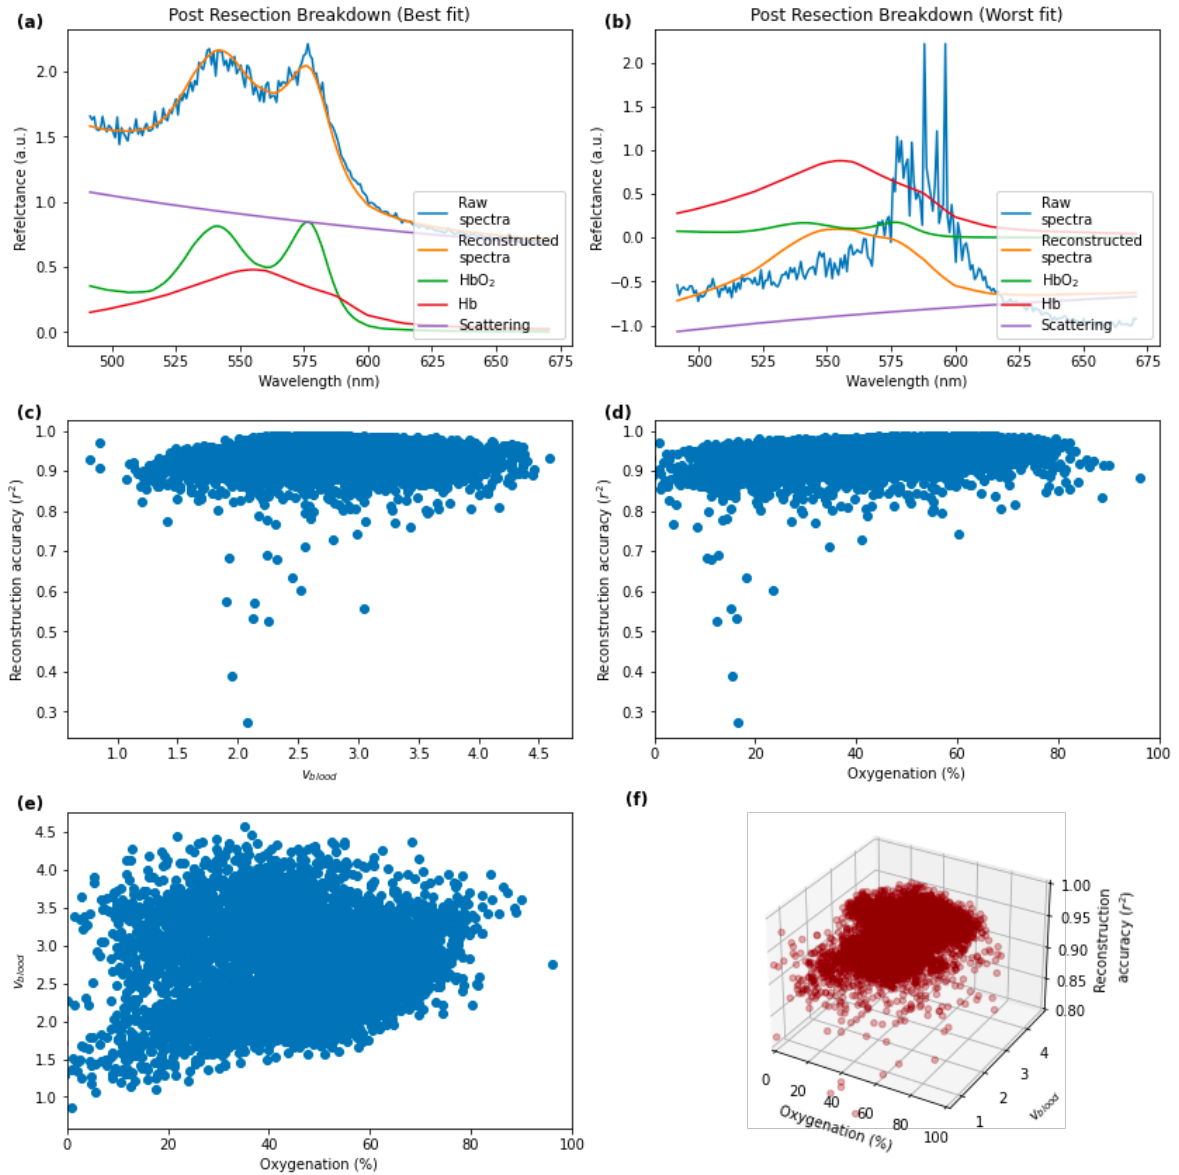 (a)
Post Resection Breakdown (Best fit)
2.0
1.5
1.0
0.5
0.0
Refelctance (a.u.)
Raw
spectra
Reconstructed
spectra
HbO₂
Hb
Scattering
500 525 550 575 600 625 650 675
Wavelength (nm)
(b)
Post Resection Breakdown (Worst fit)
2.0
1.5
1.0
0.5
0.0
−0.5
−1.0
Refelctance (a.u.)
Raw
spectra
Reconstructed
spectra
HbO₂
Hb
Scattering
500 525 550 575 600 625 650 675
Wavelength (nm)
(c)
1.0
0.9
0.8
0.7
0.6
0.5
0.4
0.3
Reconstruction accuracy (r²)
1.0 1.5 2.0 2.5 3.0 3.5 4.0 4.5
v_blood
(d)
1.0
0.9
0.8
0.7
0.6
0.5
0.4
0.3
Reconstruction accuracy (r²)
0 20 40 60 80 100
Oxygenation (%)
(e)
4.5
4.0
3.5
3.0
2.5
2.0
1.5
1.0
v_blood
0 20 40 60 80 100
Oxygenation (%)
(f)
1.00
0.95
0.90
0.85
0.80
Reconstruction
accuracy (r²)
4
3
2
1
v_blood
0 20 40 60 80 100
Oxygenation (%)